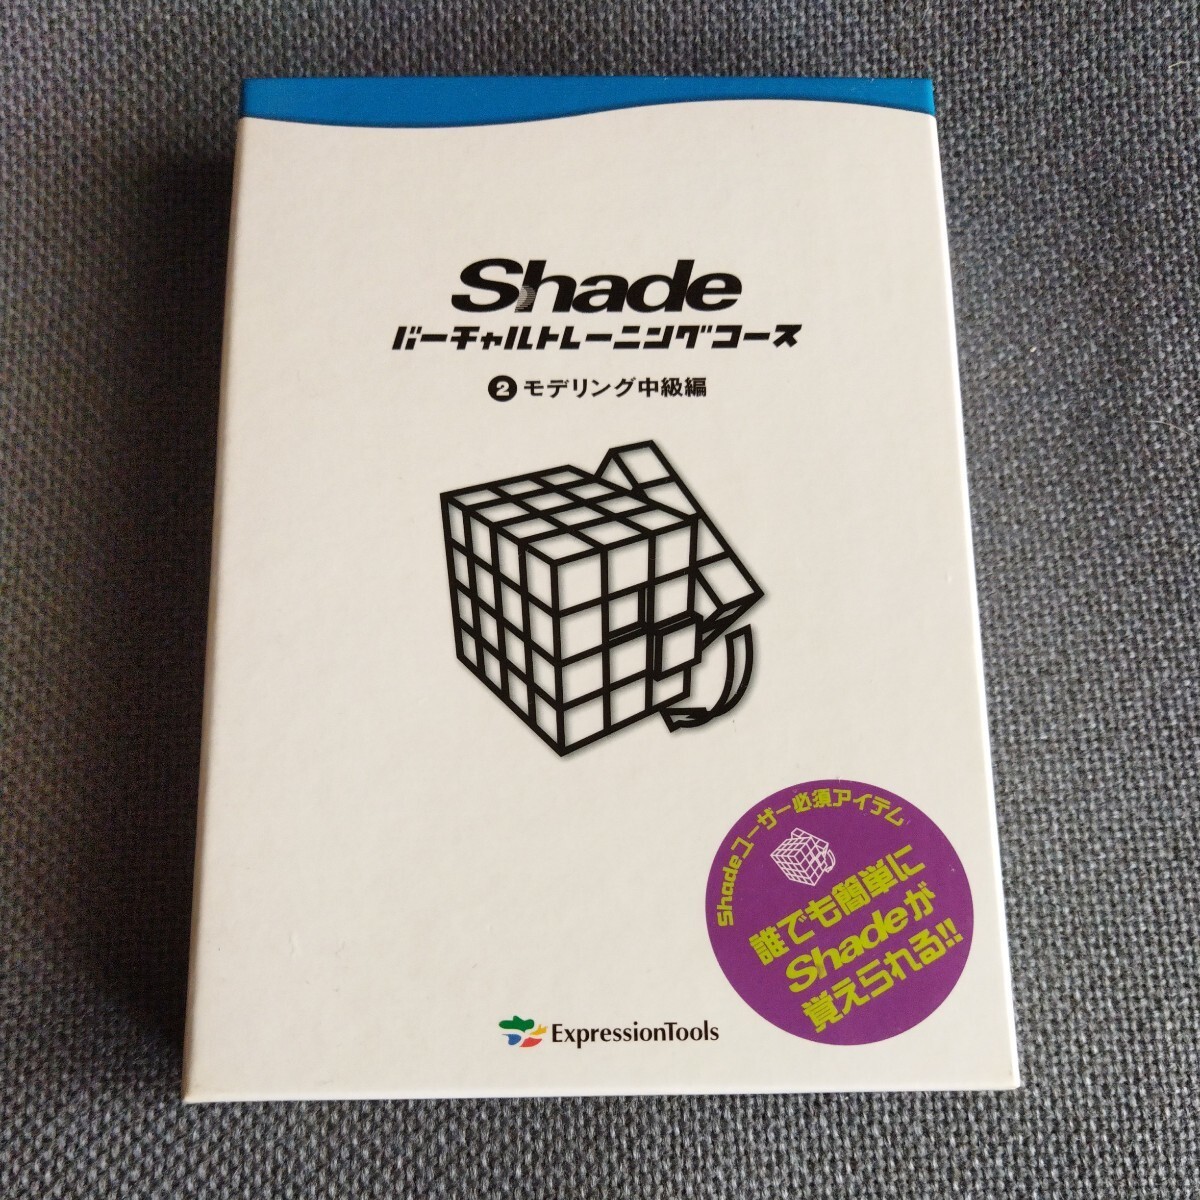 Shade
バーチャルトレーニングコース
2 モデリング中級編
Shadeユーザー必須アイテム
誰でも簡単に
Shadeが
覚えられる!!
ExpressionTools